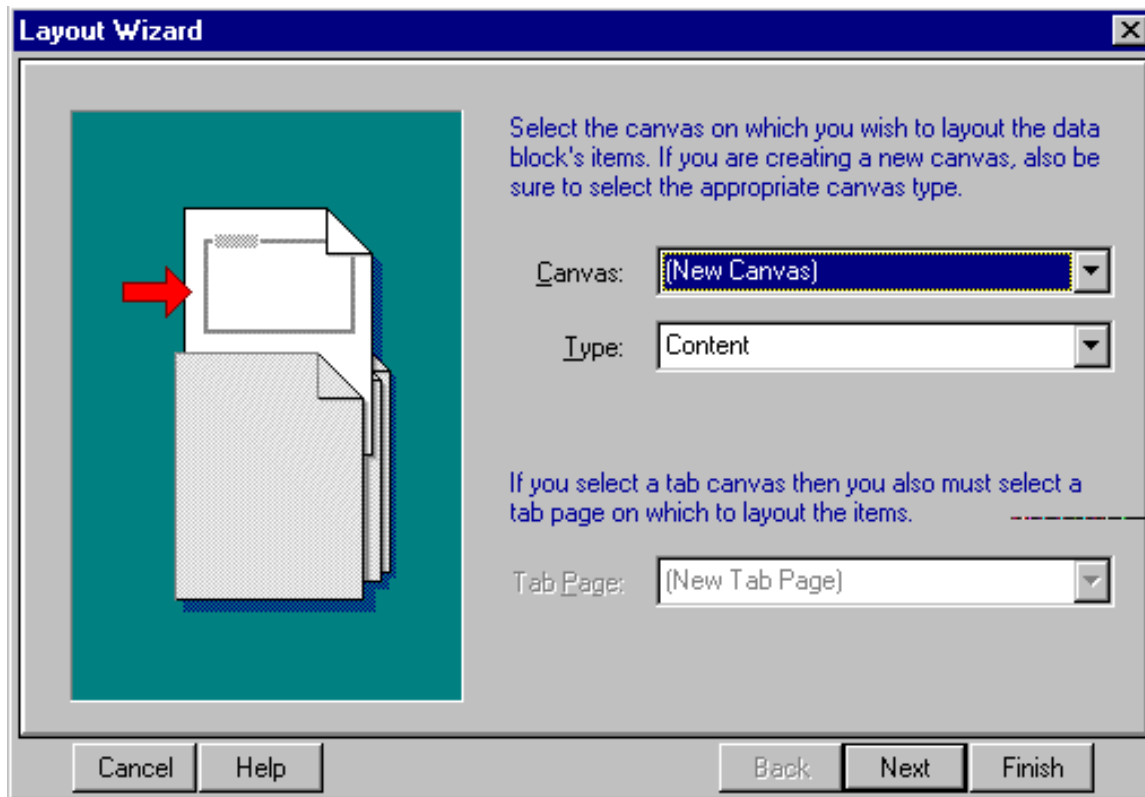 Layout Wizard
Select the canvas on which you wish to layout the data
block's items. If you are creating a new canvas, also be
sure to select the appropriate canvas type.
Canvas: (New Canvas)
Type: Content
If you select a tab canvas then you also must select a
tab page on which to layout the items.
Tab Page: (New Tab Page)
Cancel Help Back Next Finish